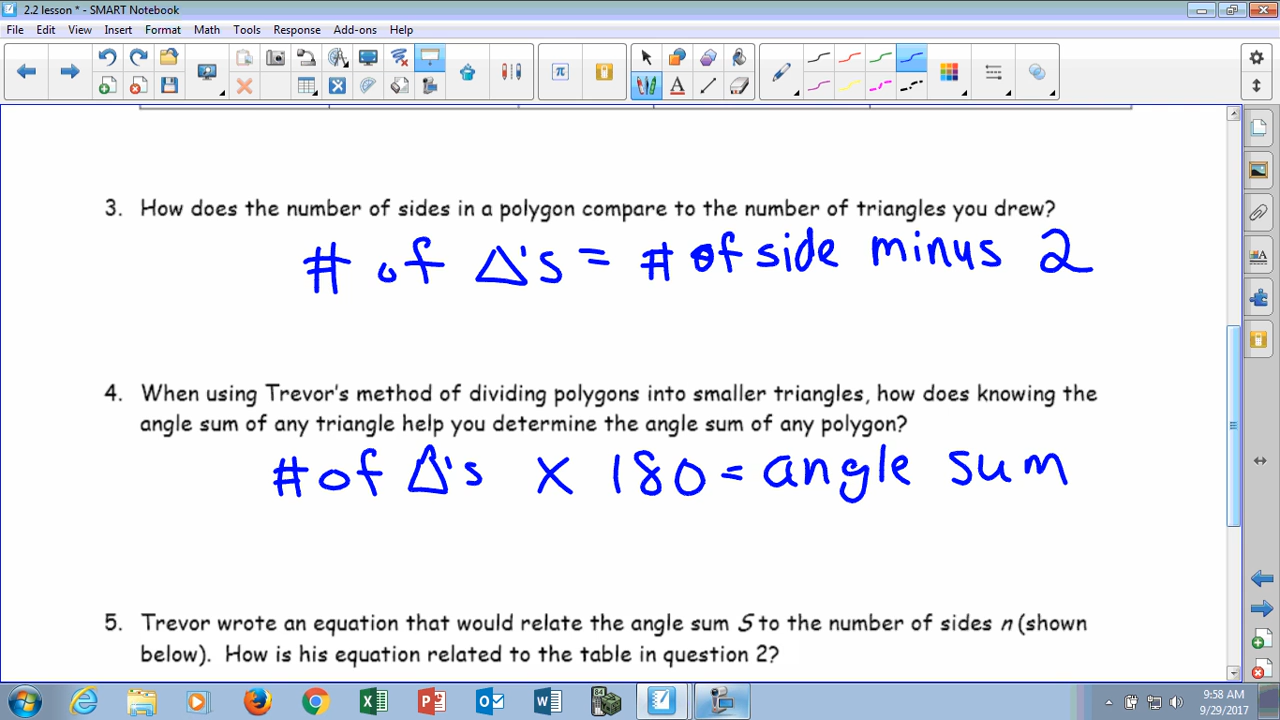 2.2 lesson * - SMART Notebook
File Edit View Insert Format Math Tools Response Add-ons Help
3. How does the number of sides in a polygon compare to the number of triangles you drew?
# of Δ's = # of side minus 2
4. When using Trevor's method of dividing polygons into smaller triangles, how does knowing the
angle sum of any triangle help you determine the angle sum of any polygon?
# of Δ's X 180 = angle sum
5. Trevor wrote an equation that would relate the angle sum S to the number of sides n (shown
below). How is his equation related to the table in question 2?
9:58 AM
9/29/2017